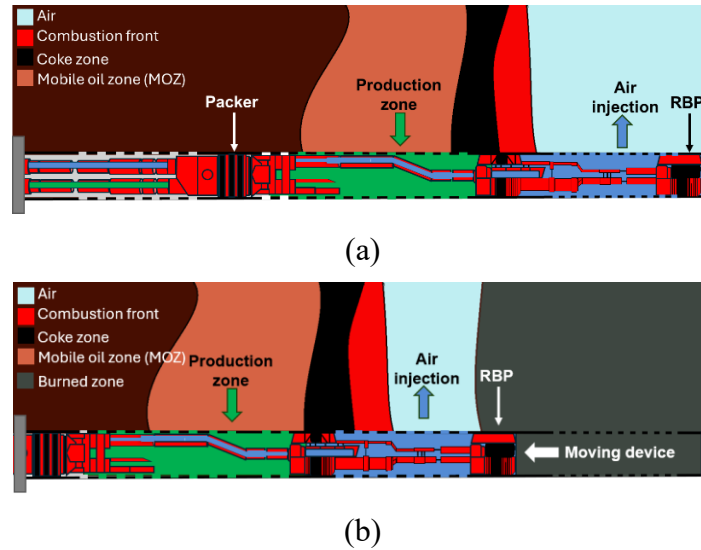 Air
Combustion front
Coke zone
Mobile oil zone (MOZ)
Packer
Production
zone
Air
injection
RBP
(a)
Air
Combustion front
Coke zone
Mobile oil zone (MOZ)
Burned zone
Production
zone
Air
injection
RBP
Moving device
(b)